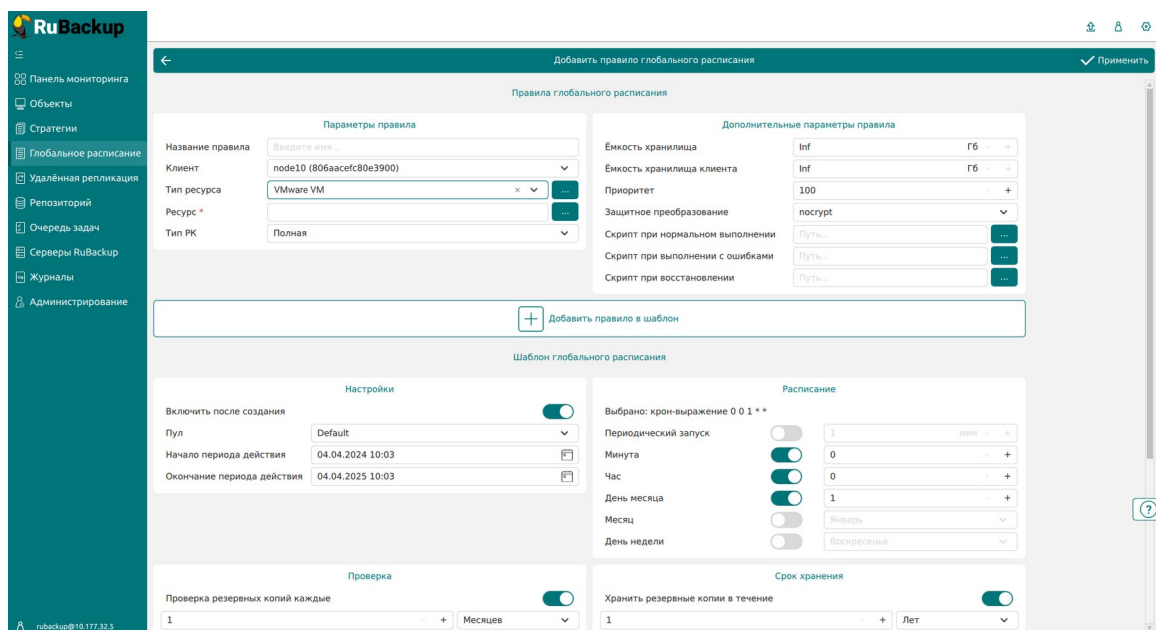 RuBackup
Панель мониторинга
Объекты
Стратегии
Глобальное расписание
Удалённая репликация
Репозиторий
Очередь задач
Серверы RuBackup
Журналы
Администрирование
rubackup@10.177.32.5
Добавить правило глобального расписания
Применить
Правила глобального расписания
Параметры правила
Название правила Введите имя ..
Клиент node10 (806aacefc80e3900)
Тип ресурса VMware VM × ...
Ресурс * ...
Тип РК Полная
Дополнительные параметры правила
Ёмкость хранилища Inf Гб - +
Ёмкость хранилища клиента Inf Гб - +
Приоритет 100 - +
Защитное преобразование nocrypt
Скрипт при нормальном выполнении Путь... ...
Скрипт при выполнении с ошибками Путь... ...
Скрипт при восстановлении Путь... ...
+ Добавить правило в шаблон
Шаблон глобального расписания
Настройки
Включить после создания
Пул Default
Начало периода действия 04.04.2024 10:03
Окончание периода действия 04.04.2025 10:03
Расписание
Выбрано: крон-выражение 0 0 1 * *
Периодический запуск 1 мин - +
Минута 0 - +
Час 0 - +
День месяца 1 - +
Месяц Январь
День недели Воскресенье
?
Проверка
Проверка резервных копий каждые
1 - + Месяцев
Срок хранения
Хранить резервные копии в течение
1 - + Лет